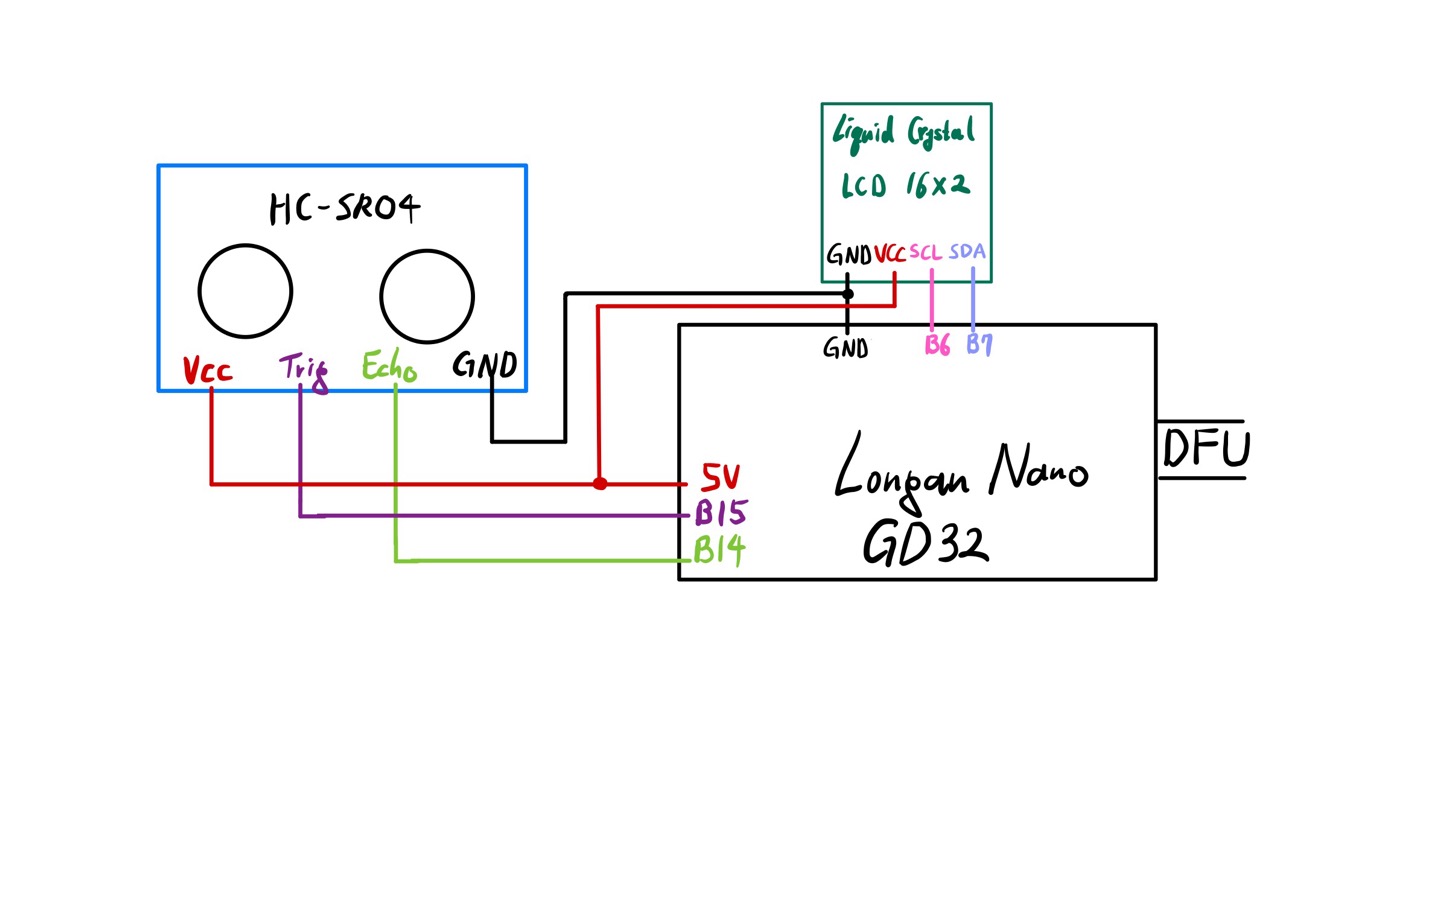 Liquid Crystal
LCD 16x2
GND VCC SCL SDA
HC-SR04
Vcc Trig Echo GND
GND B6 B7
5V
B15
B14
Longan Nano
GD32
DFU